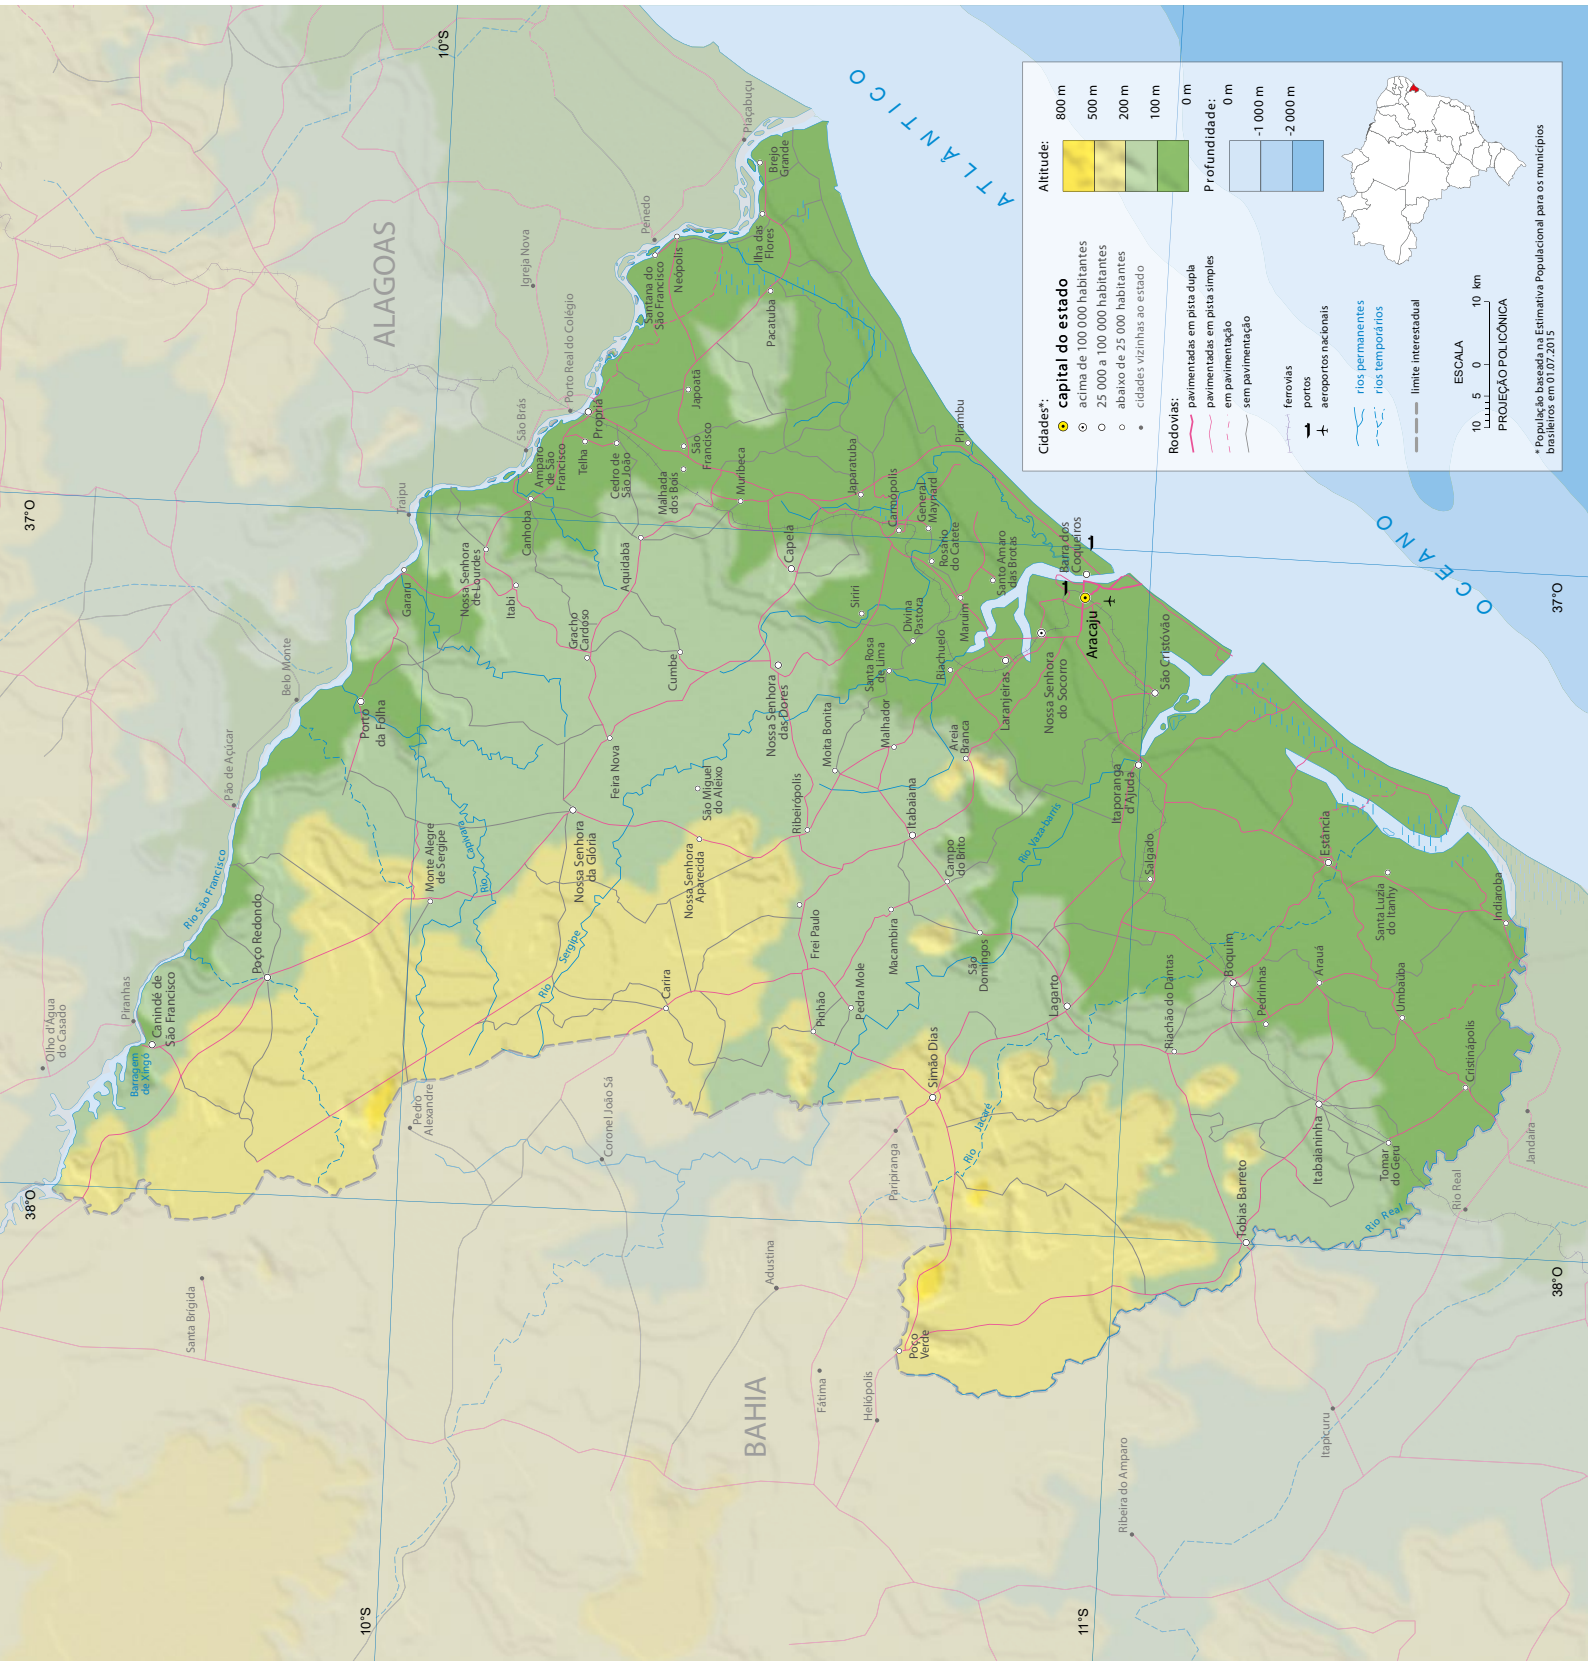 37°O
38°O
10°S
10°S
11°S
37°O
38°O
ALAGOAS
BAHIA
OCEANO
ATLÂNTICO
Olho d'Água
do Casado
Piranhas
Pão de Açúcar
Belo Monte
Traipu
São Brás
Porto Real do Colégio
Igreja Nova
Penedo
Piaçabuçu
Santa Brígida
Pedro
Alexandre
Coronel João Sá
Adustina
Paripiranga
Fátima
Heliópolis
Ribeira do Amparo
Itapicuru
Rio Real
Jandaíra
Barragem
de Xingó
Rio São Francisco
Rio Capivara
Rio Sergipe
Rio Jacaré
Rio Vaza-barris
Rio Real
Canindé de
São Francisco
Poço Redondo
Porto
da Folha
Monte Alegre
de Sergipe
Gararu
Nossa Senhora
de Lourdes
Itabi
Canhoba
Amparo
de São
Francisco
Telha
Propriá
Cedro de
São João
Aquidabã
Malhada
dos Bois
São
Francisco
Japoatã
Muribeca
Santana do
São Francisco
Neópolis
Ilha das
Flores
Brejo
Grande
Pacatuba
Gracho
Cardoso
Cumbe
Feira Nova
Nossa Senhora
da Glória
São Miguel
do Aleixo
Nossa Senhora
Aparecida
Carira
Nossa Senhora
das Dores
Capela
Japaratuba
Pirambu
Carmópolis
General
Maynard
Rosário
do Catete
Siriri
Divina
Pastora
Maruim
Santo Amaro
das Brotas
Barra dos
Coqueiros
Santa Rosa
de Lima
Riachuelo
Laranjeiras
Nossa Senhora
do Socorro
Aracaju
São Cristóvão
Moita Bonita
Malhador
Ribeirópolis
Areia
Branca
Itabaiana
Campo
do Brito
Frei Paulo
Macambira
Pinhão
Pedra Mole
São
Domingos
Itaporanga
d'Ajuda
Salgado
Lagarto
Simão Dias
Poço
Verde
Riachão do Dantas
Boquim
Pedrinhas
Arauá
Estância
Santa Luzia
do Itanhy
Indiaroba
Umbaúba
Cristinápolis
Itabaianinha
Tomar
do Geru
Tobias Barreto
Cidades*:
capital do estado
acima de 100 000 habitantes
25 000 a 100 000 habitantes
abaixo de 25 000 habitantes
cidades vizinhas ao estado
Rodovias:
pavimentadas em pista dupla
pavimentadas em pista simples
em pavimentação
sem pavimentação
ferrovias
portos
aeroportos nacionais
rios permanentes
rios temporários
limite interestadual
Altitude:
800 m
500 m
200 m
100 m
0 m
Profundidade:
0 m
-1 000 m
-2 000 m
ESCALA
10 5 0 10 km
PROJEÇÃO POLICÔNICA
* População baseada na Estimativa Populacional para os municípios
brasileiros em 01.07.2015